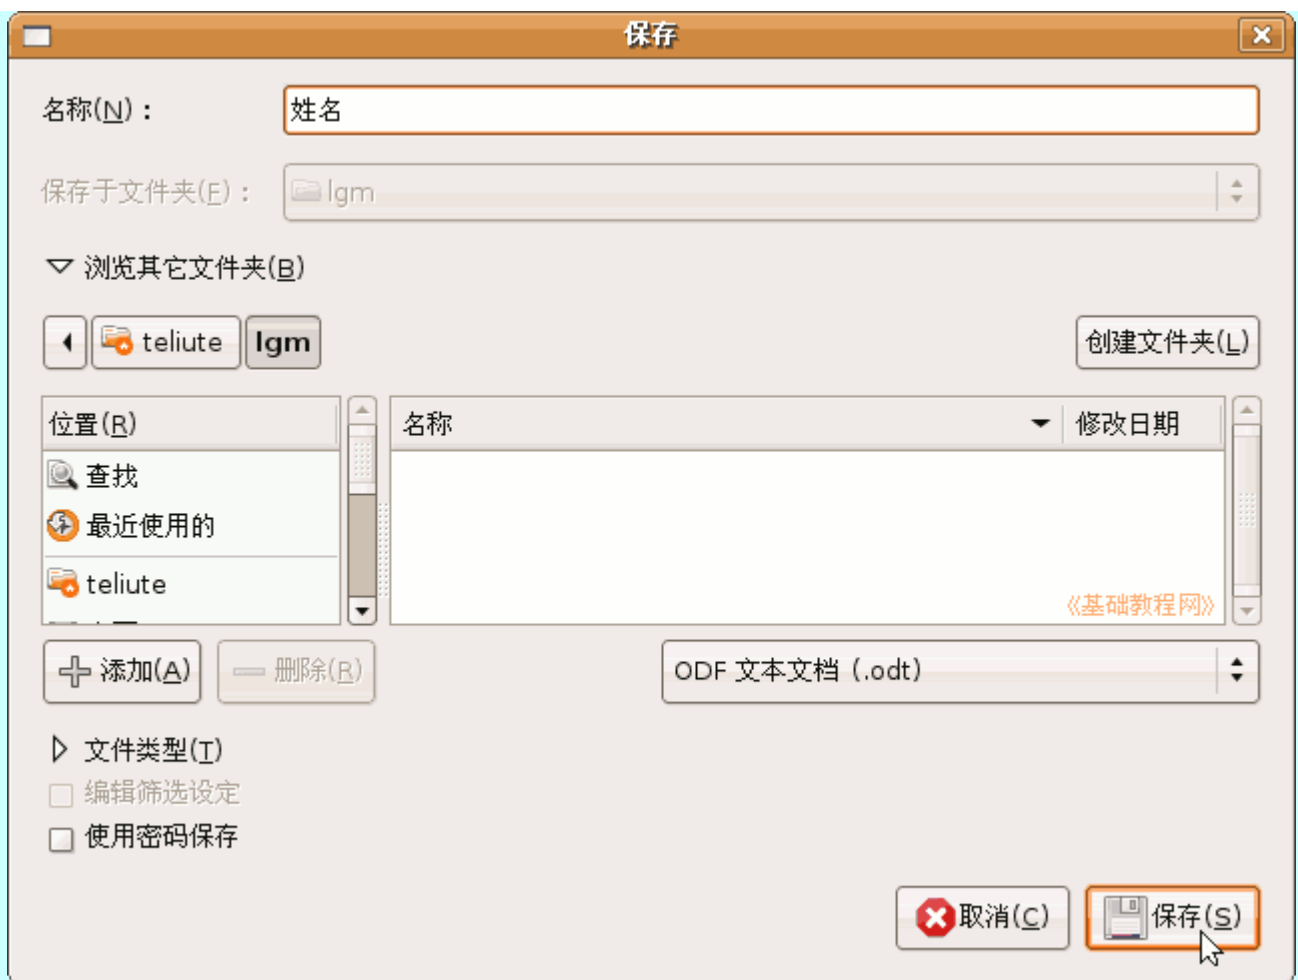 保存
名称(N)：
姓名
保存于文件夹(F)：
lgm
浏览其它文件夹(B)
teliute
lgm
创建文件夹(L)
位置(R)
名称
修改日期
查找
最近使用的
teliute
《基础教程网》
添加(A)
删除(R)
ODF 文本文档 (.odt)
文件类型(T)
编辑筛选设定
使用密码保存
取消(C)
保存(S)